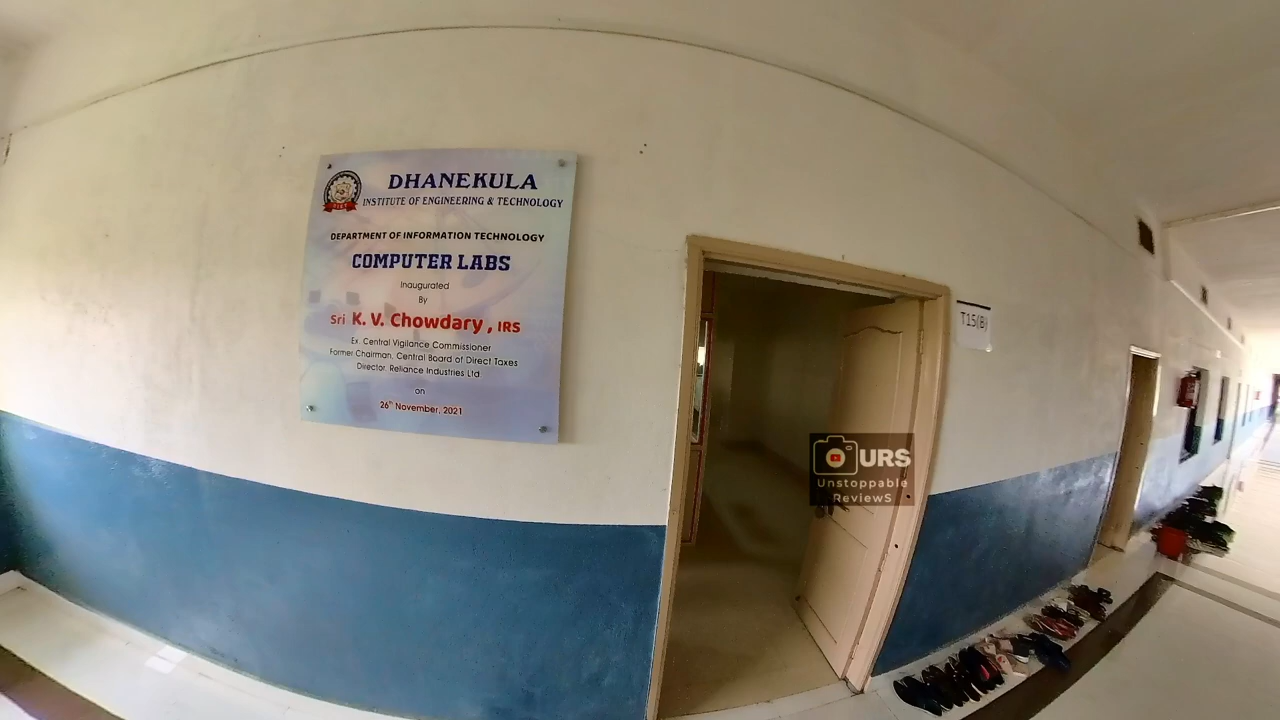 DHANEKULA
INSTITUTE OF ENGINEERING & TECHNOLOGY
DEPARTMENT OF INFORMATION TECHNOLOGY
COMPUTER LABS
Inaugurated
By
Sri K. V. Chowdary, IRS
Ex. Central Vigilance Commissioner
Former Chairman, Central Board of Direct Taxes
Director, Reliance Industries Ltd
on
26th November, 2021
T15(B)
OURS
Unstoppable
ReviewS